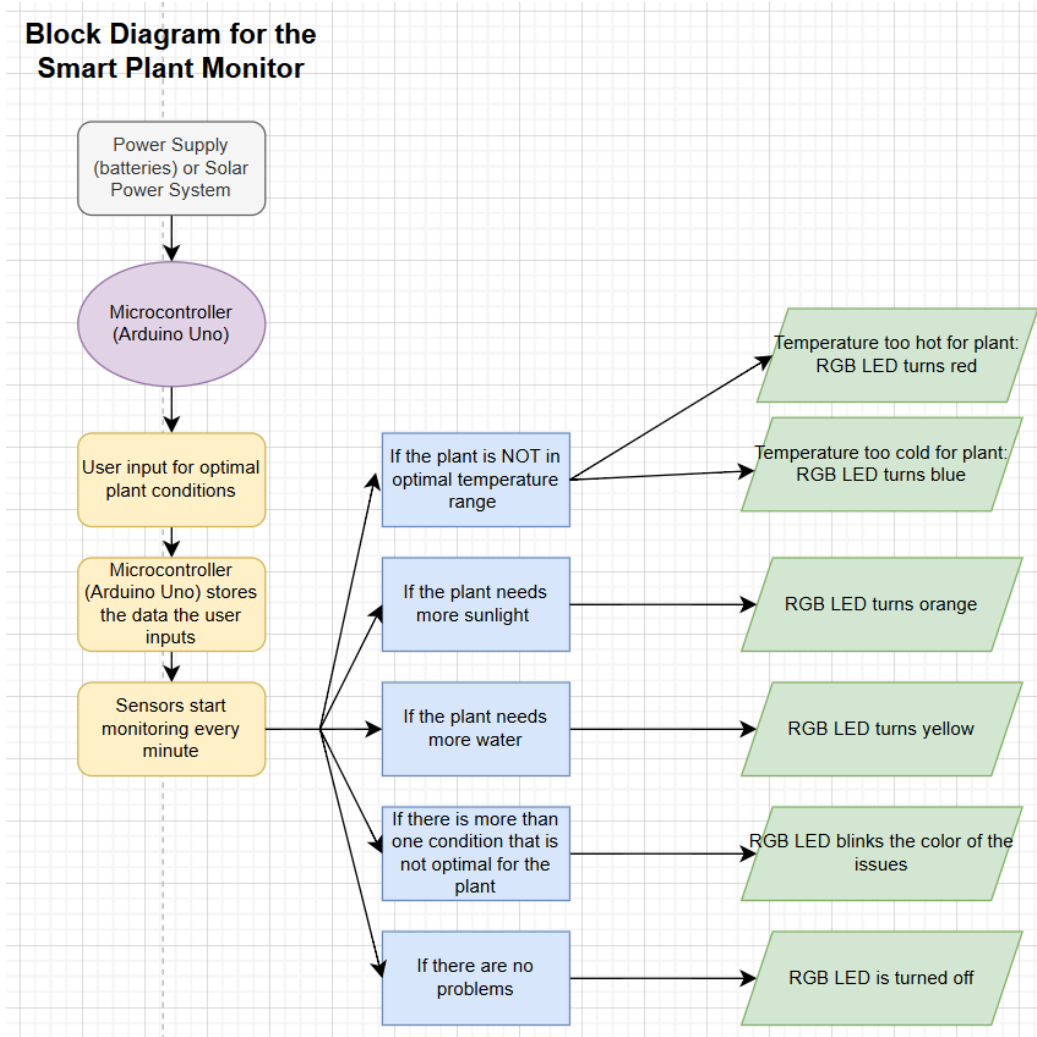 Block Diagram for the
Smart Plant Monitor
Power Supply
(batteries) or Solar
Power System
Microcontroller
(Arduino Uno)
User input for optimal
plant conditions
Microcontroller
(Arduino Uno) stores
the data the user
inputs
Sensors start
monitoring every
minute
If the plant is NOT in
optimal temperature
range
Temperature too hot for plant:
RGB LED turns red
Temperature too cold for plant:
RGB LED turns blue
If the plant needs
more sunlight
RGB LED turns orange
If the plant needs
more water
RGB LED turns yellow
If there is more than
one condition that is
not optimal for the
plant
RGB LED blinks the color of the
issues
If there are no
problems
RGB LED is turned off